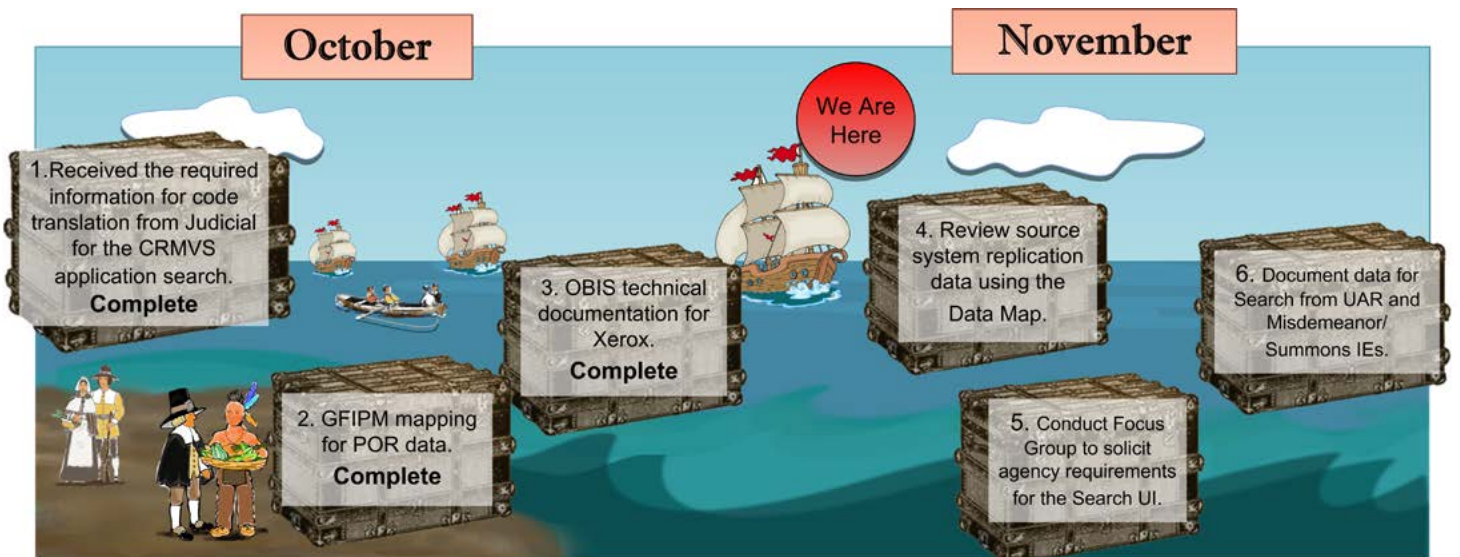 October
November
We Are
Here
1.Received the required
information for code
translation from Judicial
for the CRMVS
application search.
Complete
2. GFIPM mapping
for POR data.
Complete
3. OBIS technical
documentation for
Xerox.
Complete
4. Review source
system replication
data using the
Data Map.
5. Conduct Focus
Group to solicit
agency requirements
for the Search UI.
6. Document data for
Search from UAR and
Misdemeanor/
Summons IEs.